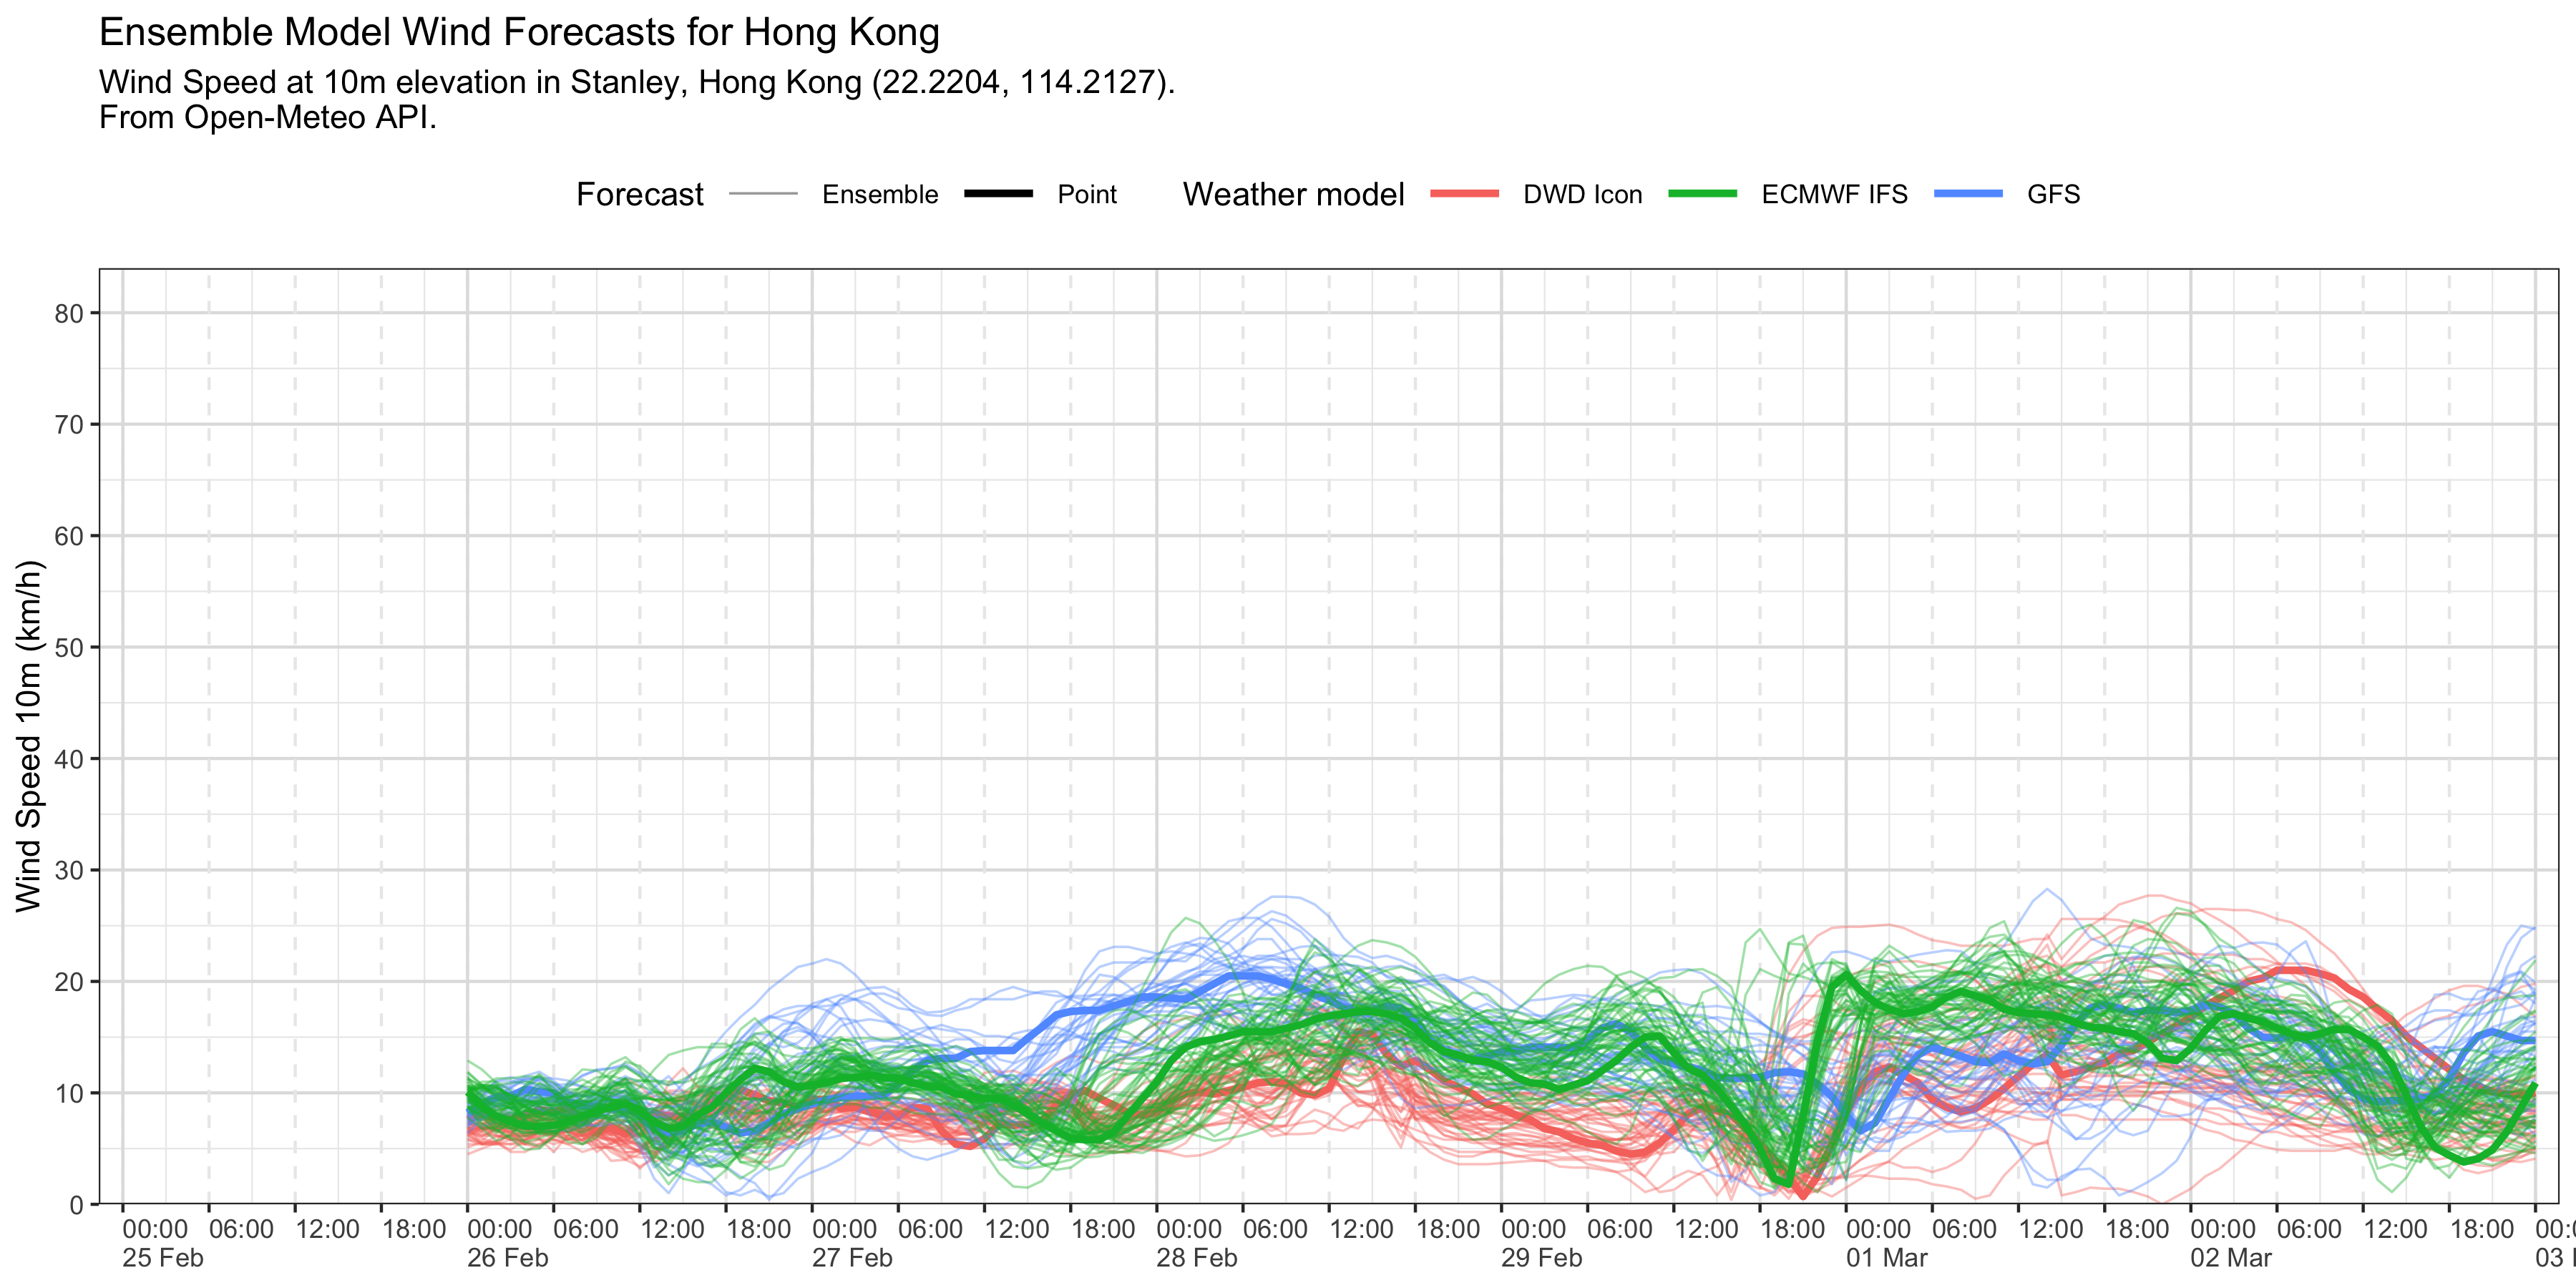 Ensemble Model Wind Forecasts for Hong Kong
Wind Speed at 10m elevation in Stanley, Hong Kong (22.2204, 114.2127).
From Open-Meteo API.
Forecast Ensemble Point Weather model DWD Icon ECMWF IFS GFS
Wind Speed 10m (km/h)
80
70
60
50
40
30
20
10
0
00:00 06:00 12:00 18:00 00:00 06:00 12:00 18:00 00:00 06:00 12:00 18:00 00:00 06:00 12:00 18:00 00:00 06:00 12:00 18:00 00:00 06:00 12:00 18:00 00:00 06:00 12:00 18:00
25 Feb 26 Feb 27 Feb 28 Feb 29 Feb 01 Mar 02 Mar 03